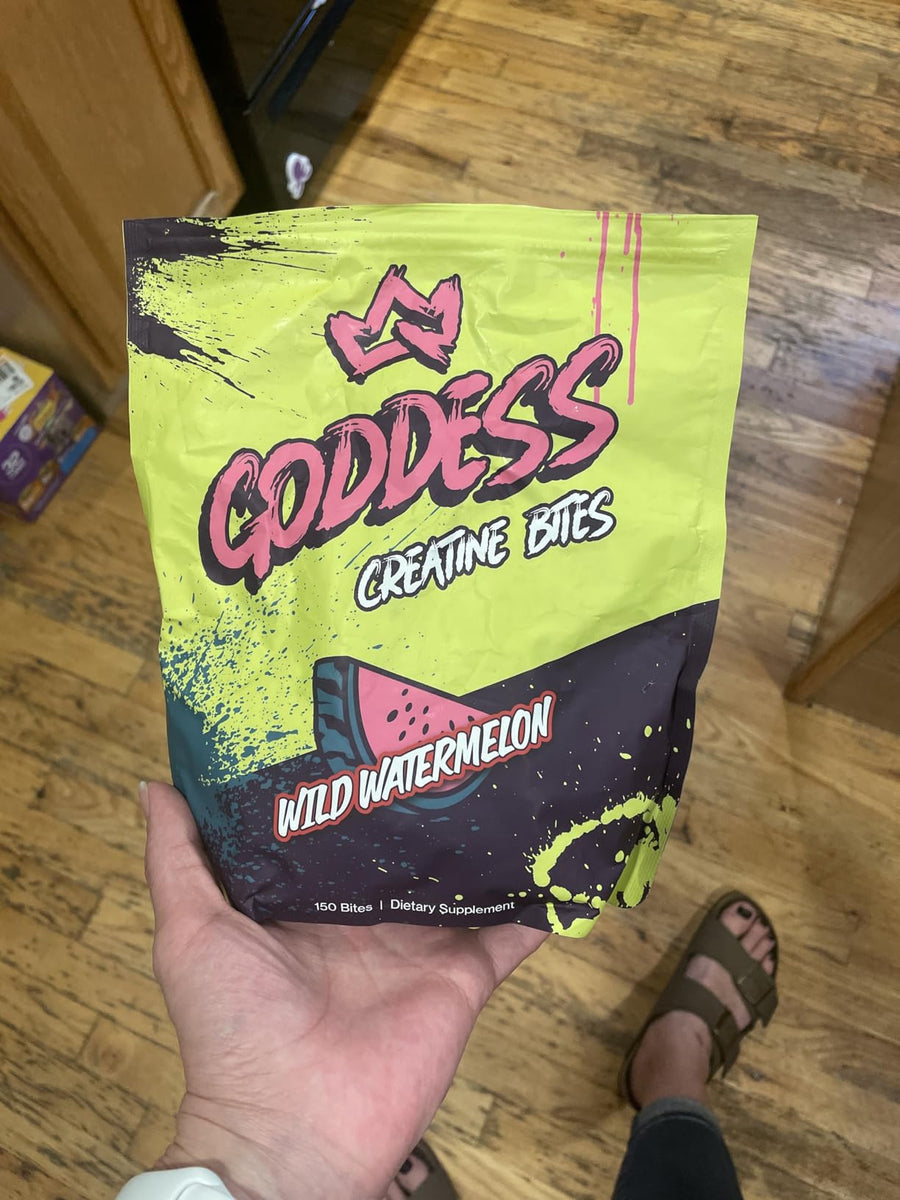 GODDESS
CREATINE BITES
WILD WATERMELON
150 Bites | Dietary Supplement